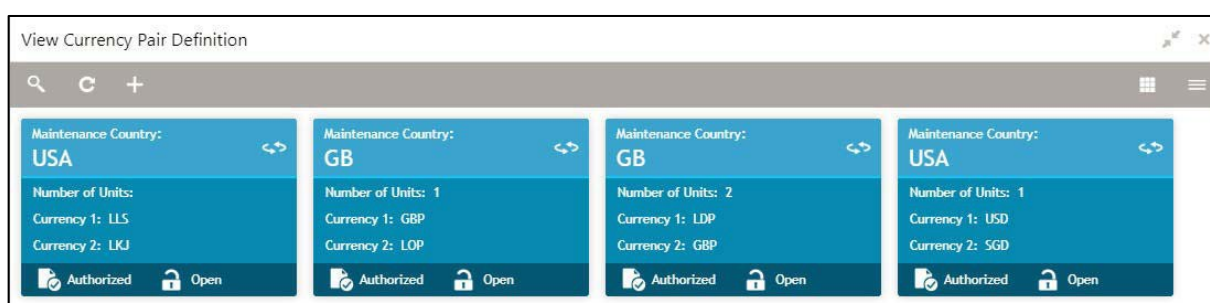 View Currency Pair Definition
Maintenance Country:
USA
Number of Units:
Currency 1: LLS
Currency 2: LKJ
Authorized Open
Maintenance Country:
GB
Number of Units: 1
Currency 1: GBP
Currency 2: LOP
Authorized Open
Maintenance Country:
GB
Number of Units: 2
Currency 1: LDP
Currency 2: GBP
Authorized Open
Maintenance Country:
USA
Number of Units: 1
Currency 1: USD
Currency 2: SGD
Authorized Open